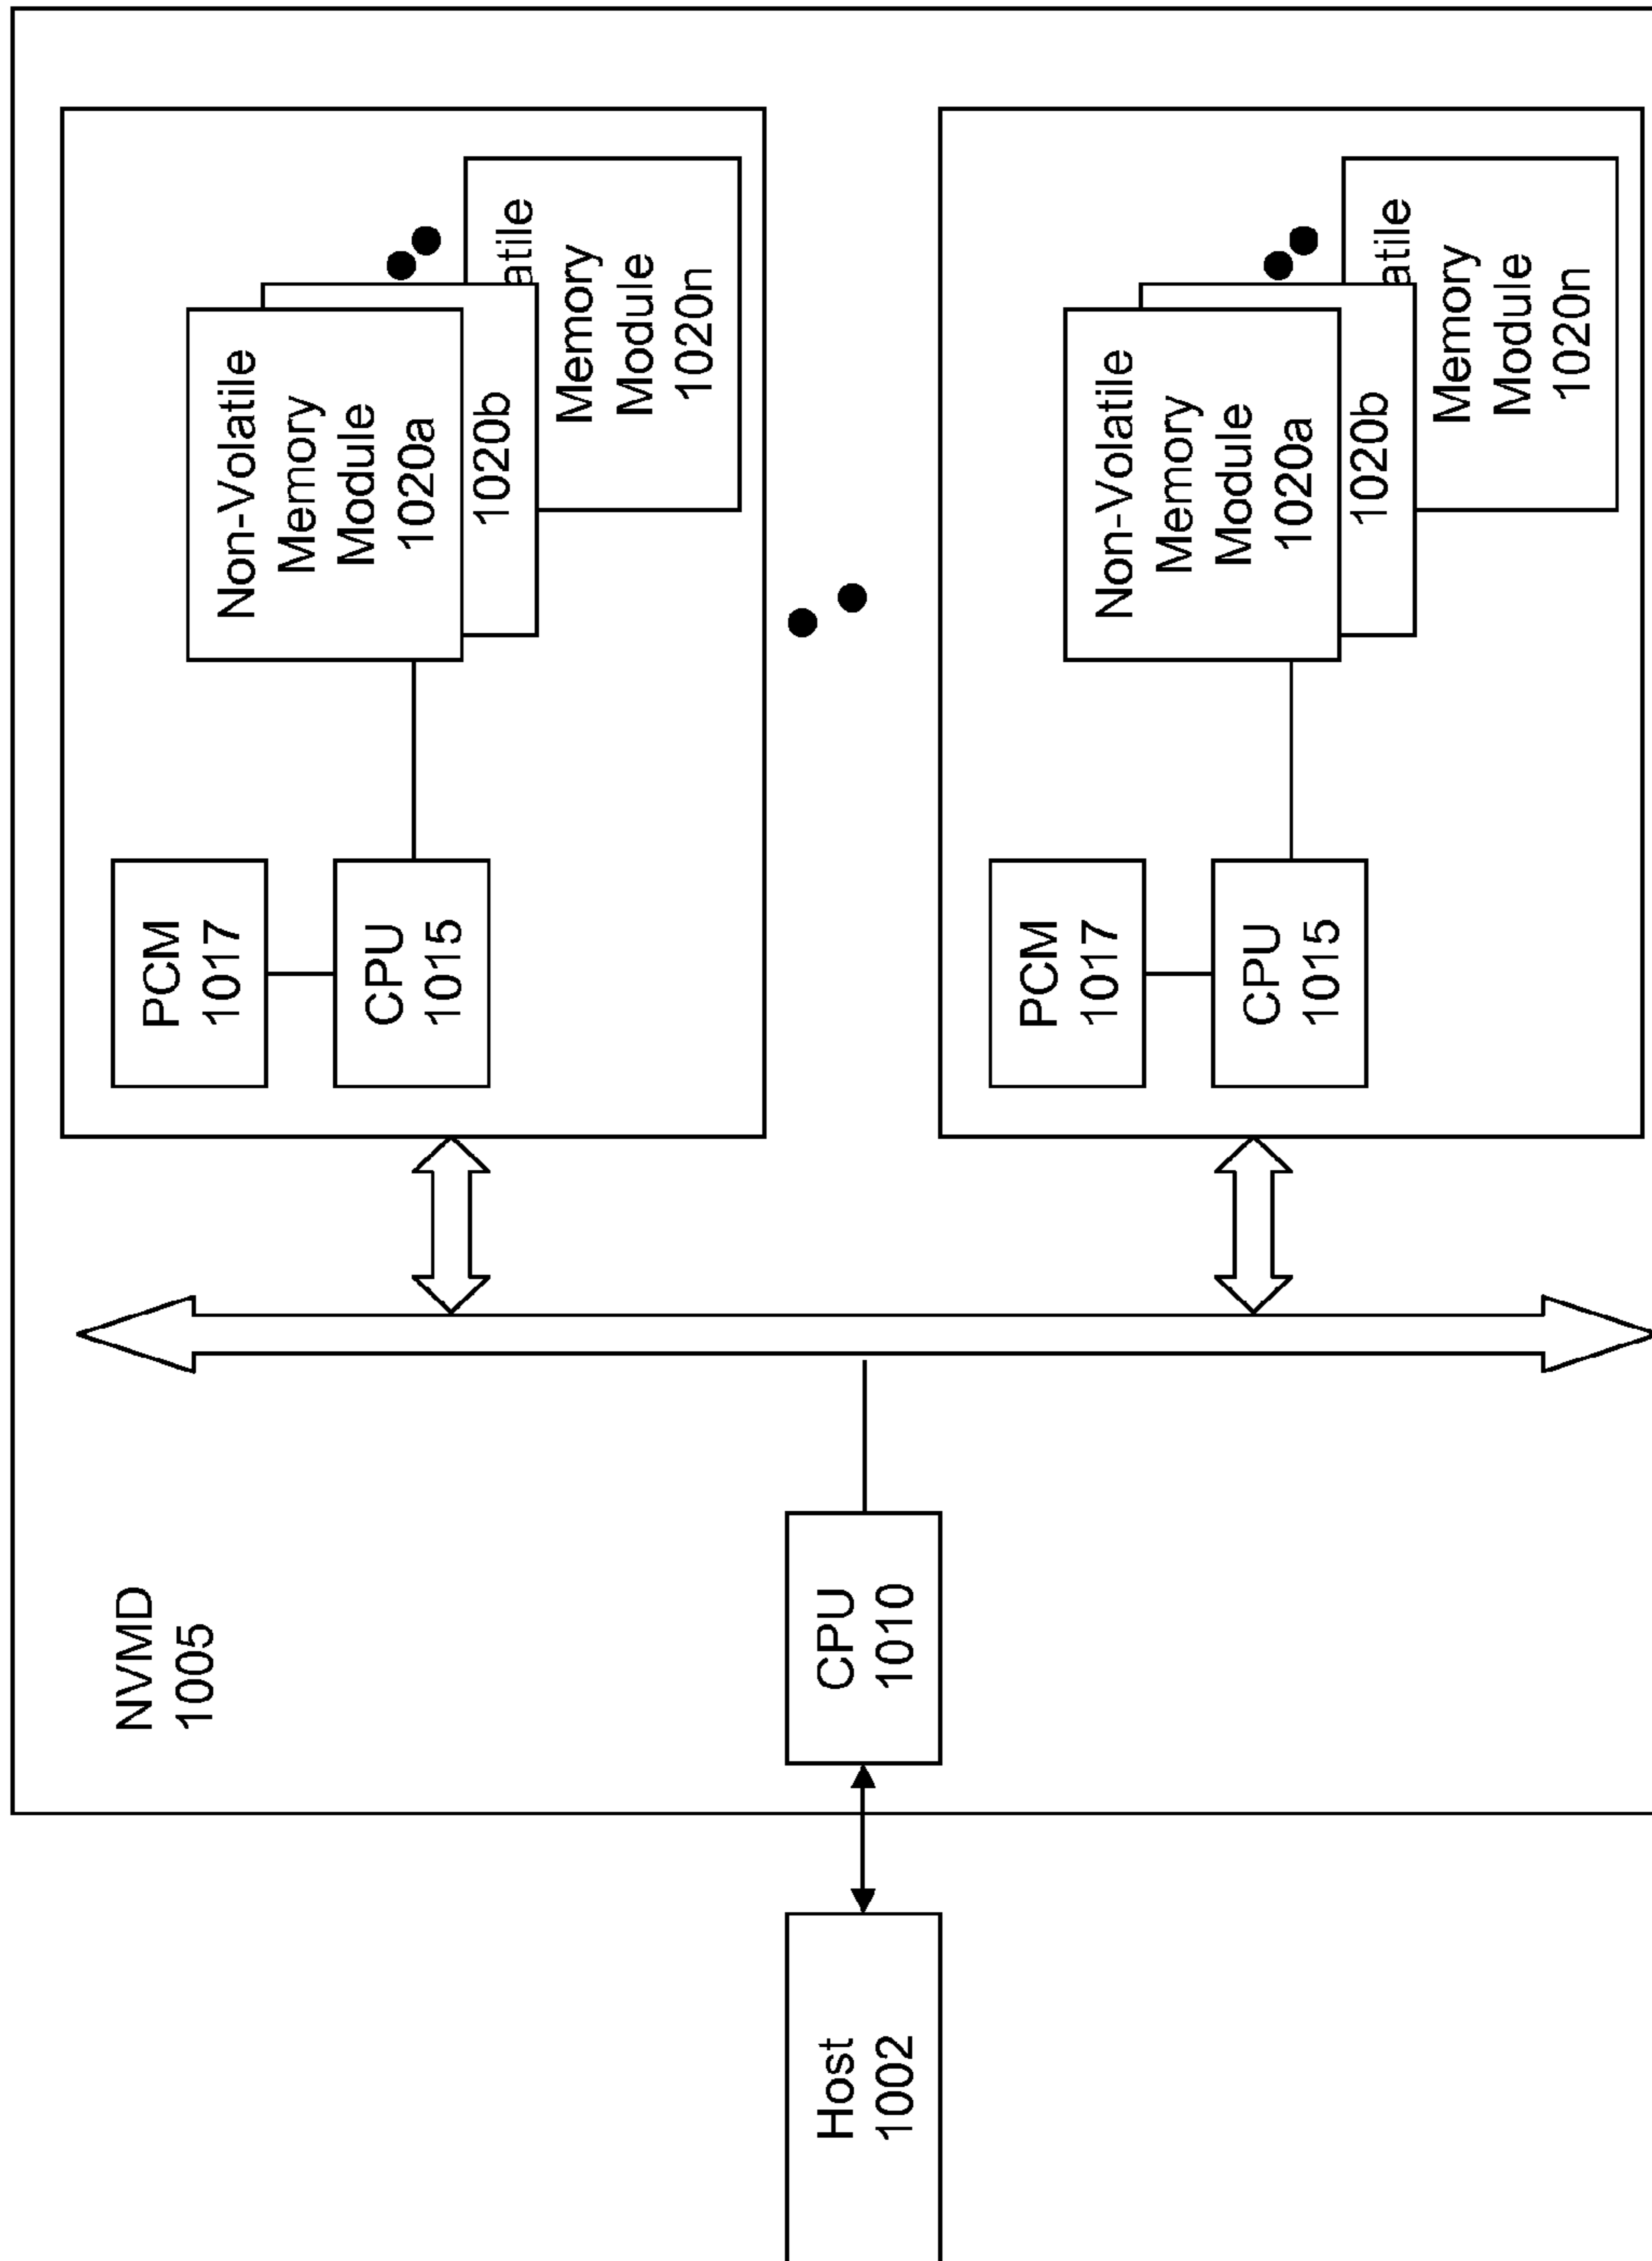 NVMD
1005
Host
1002
CPU
1010
PCM
1017
CPU
1015
Non-Volatile
Memory
Module
1020a
1020b
atile
Memory
Module
1020n
PCM
1017
CPU
1015
Non-Volatile
Memory
Module
1020a
1020b
atile
Memory
Module
1020n